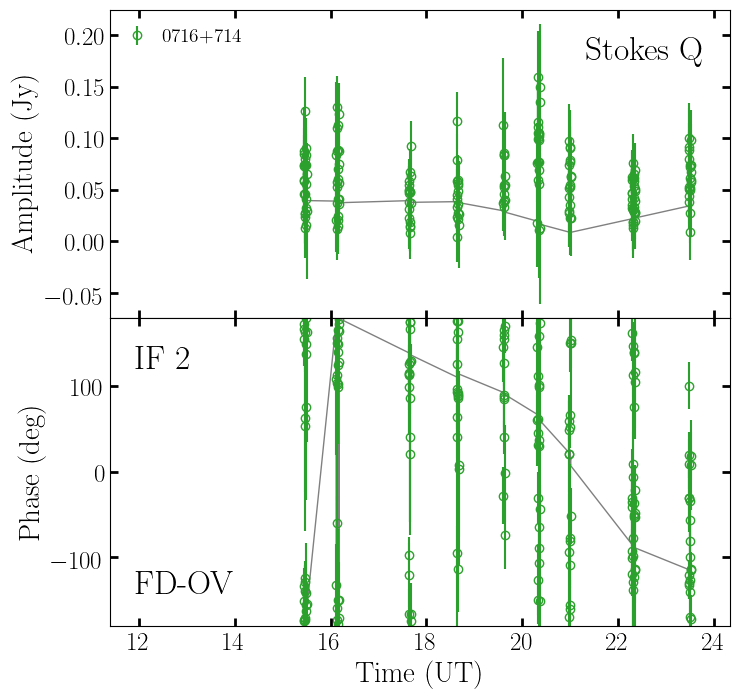 0.20
0716+714
Stokes Q
0.15
0.10
0.05
0.00
−0.05
Amplitude (Jy)
IF 2
100
0
−100
Phase (deg)
FD-OV
12 14 16 18 20 22 24
Time (UT)